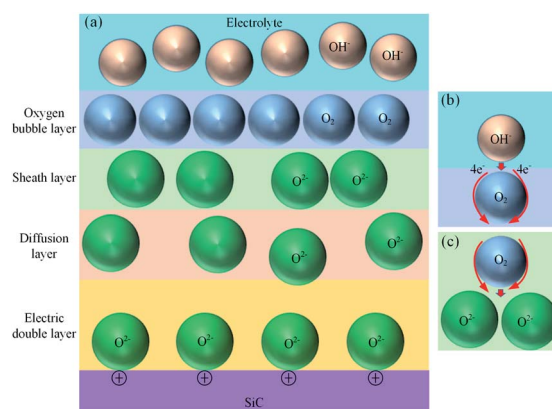 (a)
Electrolyte
OH⁻
OH⁻
Oxygen
bubble layer
O₂
O₂
Sheath layer
O²⁻
O²⁻
Diffusion
layer
O²⁻
O²⁻
Electric
double layer
O²⁻
O²⁻
O²⁻
O²⁻
+
+
+
+
SiC
(b)
OH⁻
4e⁻
4e⁻
O₂
(c)
O₂
O²⁻
O²⁻